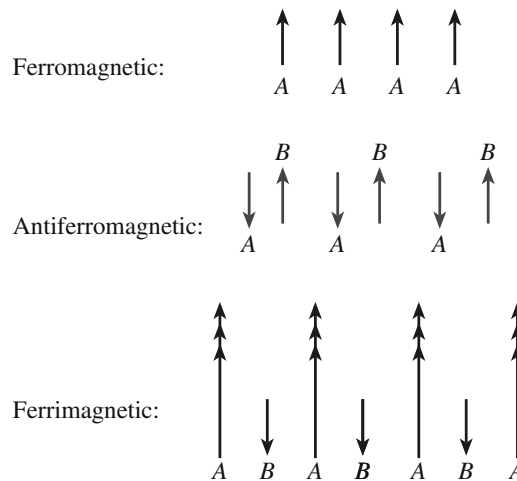 Ferromagnetic:
A A A A
B B B
Antiferromagnetic:
A A A
Ferrimagnetic:
A B A B A B A